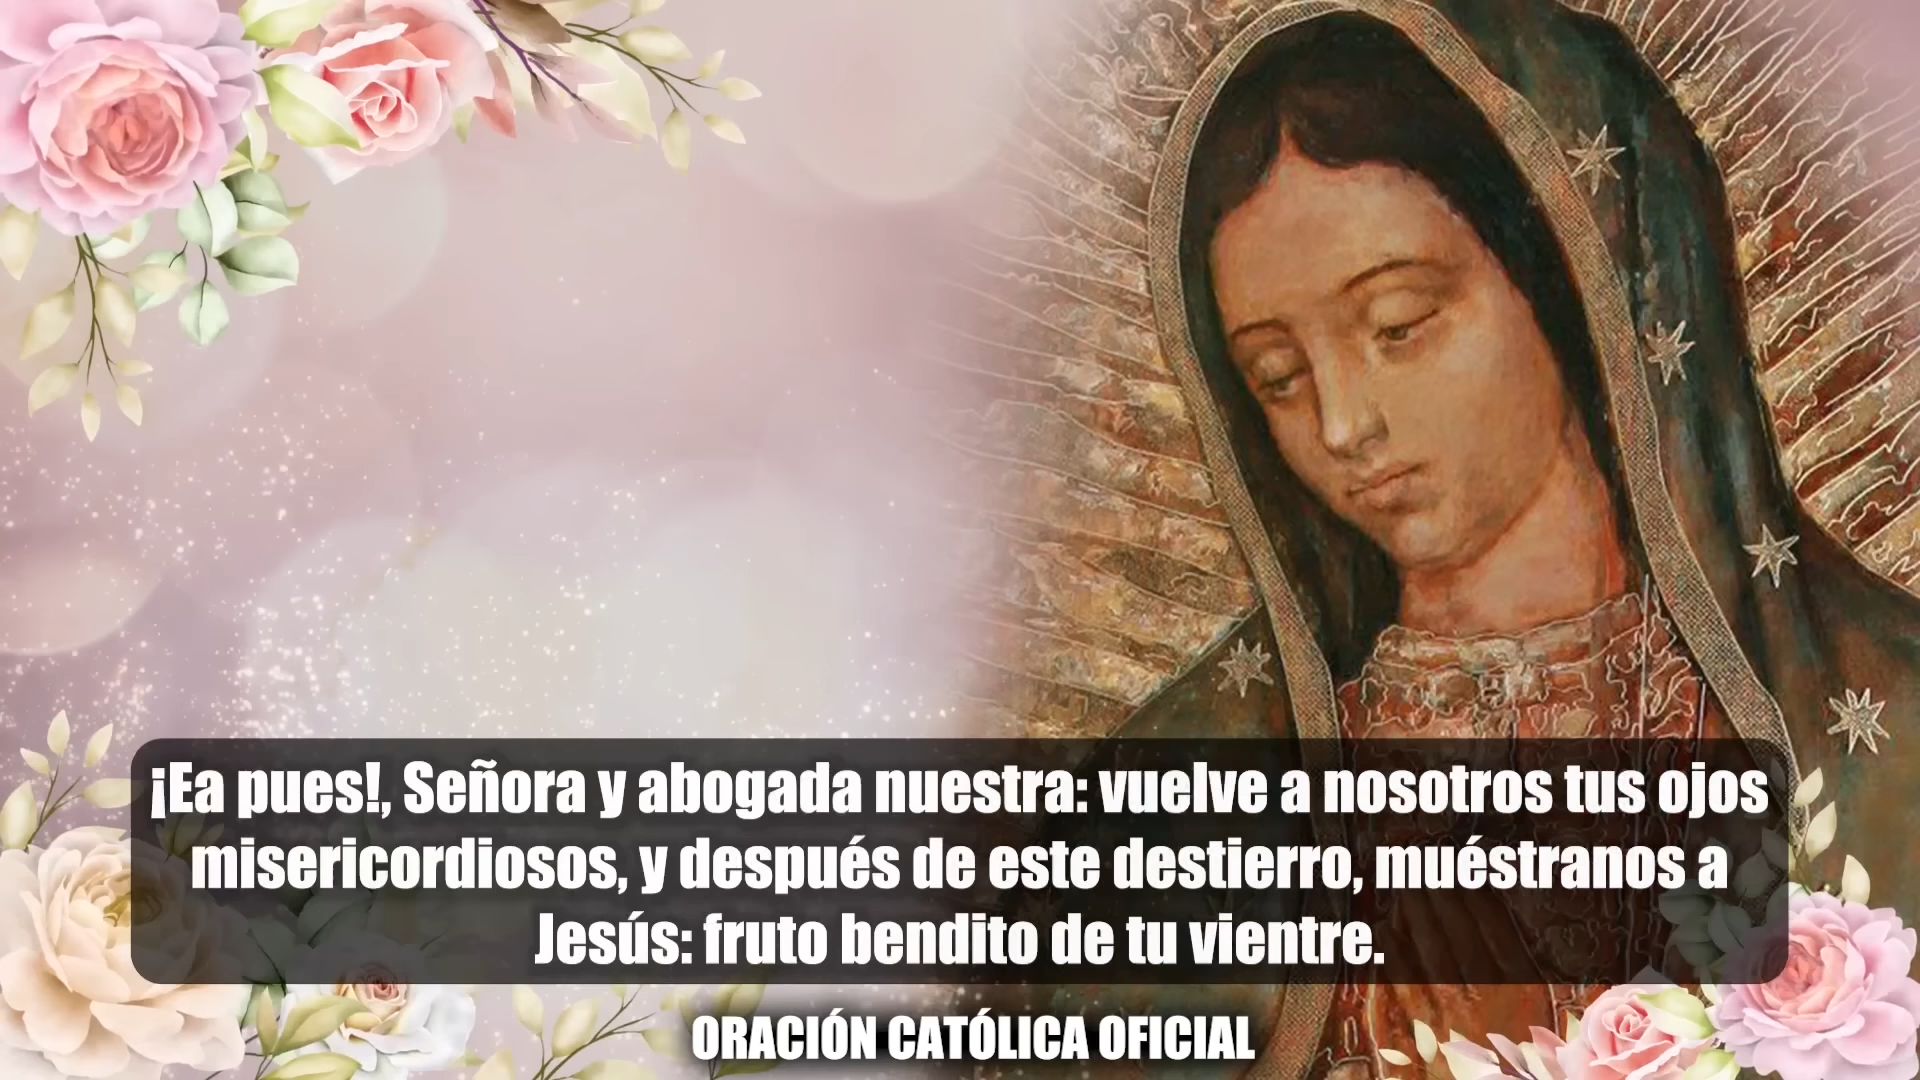 ¡Ea pues!, Señora y abogada nuestra: vuelve a nosotros tus ojos
misericordiosos, y después de este destierro, muéstranos a
Jesús: fruto bendito de tu vientre.
ORACIÓN CATÓLICA OFICIAL